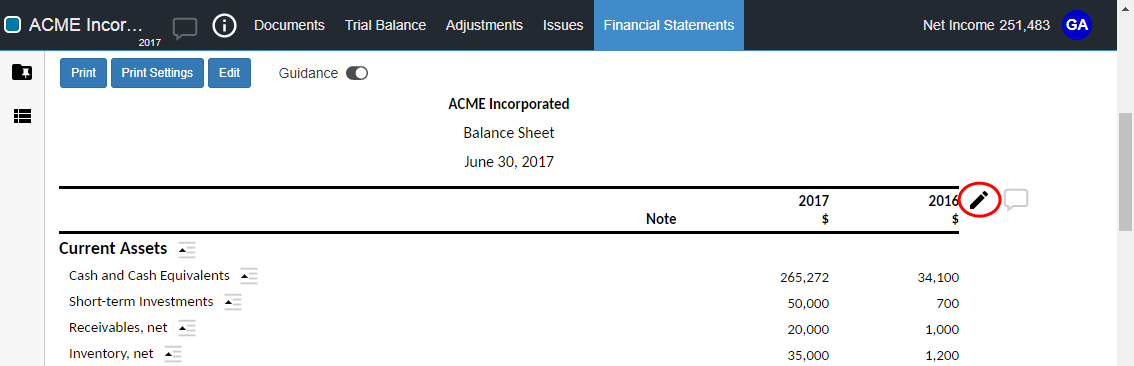 ACME Incor... Documents Trial Balance Adjustments Issues Financial Statements Net Income 251,483 GA
2017
Print Print Settings Edit Guidance
ACME Incorporated
Balance Sheet
June 30, 2017
2017 2016
Note $ $
Current Assets
Cash and Cash Equivalents 265,272 34,100
Short-term Investments 50,000 700
Receivables, net 20,000 1,000
Inventory, net 35,000 1,200